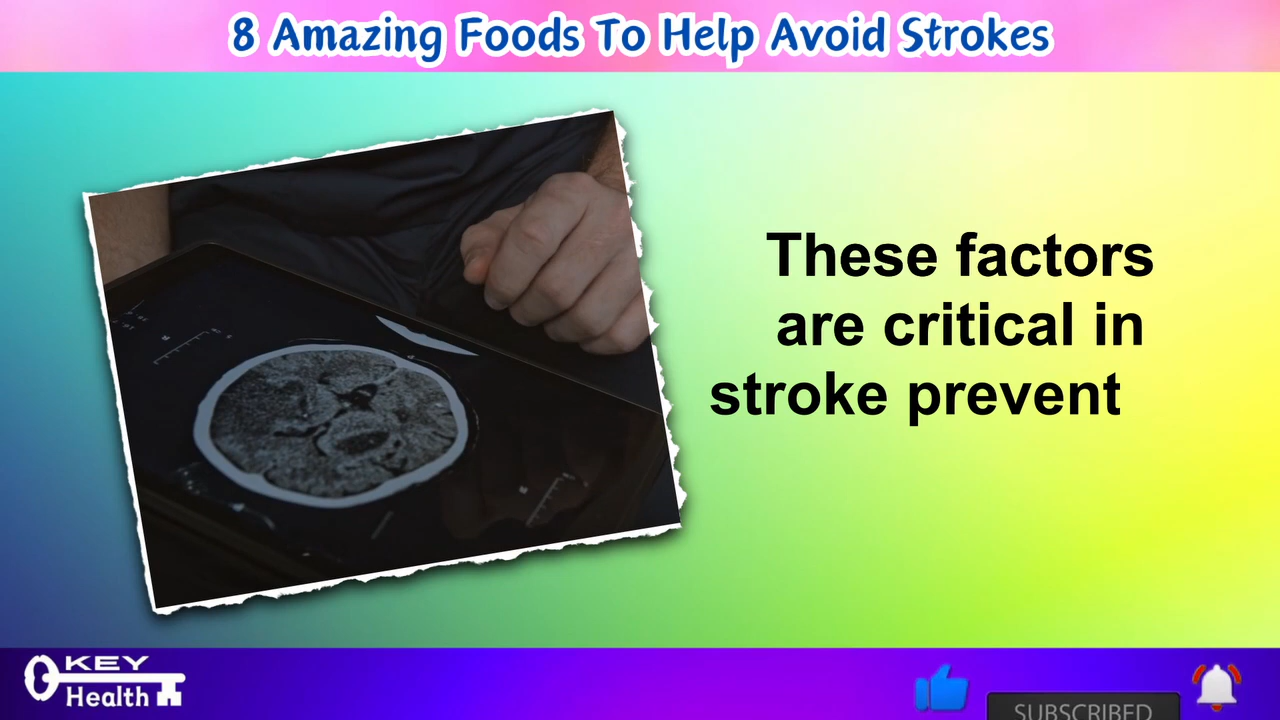 8 Amazing Foods To Help Avoid Strokes
These factors
are critical in
stroke prevent
KEY
Health
SUBSCRIBED